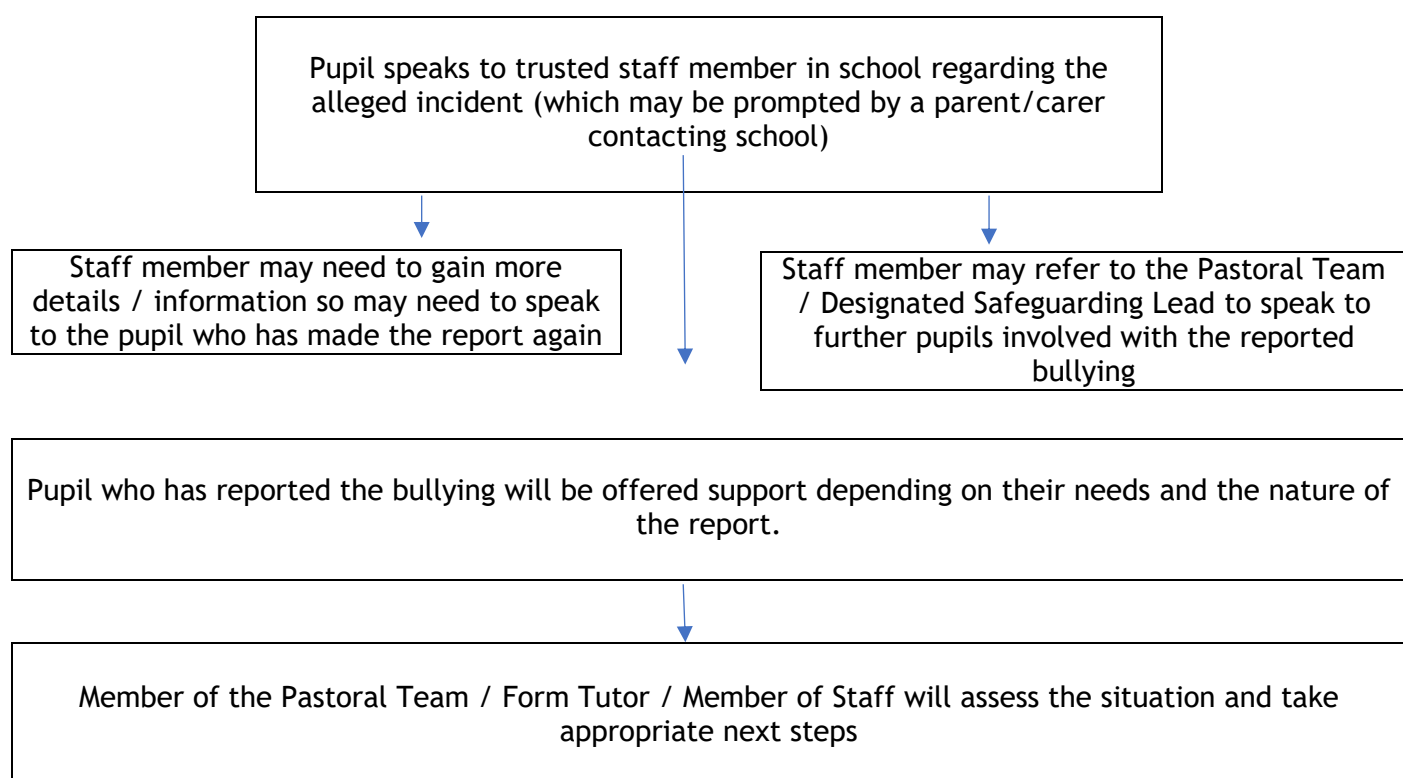 Pupil speaks to trusted staff member in school regarding the
alleged incident (which may be prompted by a parent/carer
contacting school)
Staff member may need to gain more
details / information so may need to speak
to the pupil who has made the report again
Staff member may refer to the Pastoral Team
/ Designated Safeguarding Lead to speak to
further pupils involved with the reported
bullying
Pupil who has reported the bullying will be offered support depending on their needs and the nature of
the report.
Member of the Pastoral Team / Form Tutor / Member of Staff will assess the situation and take
appropriate next steps